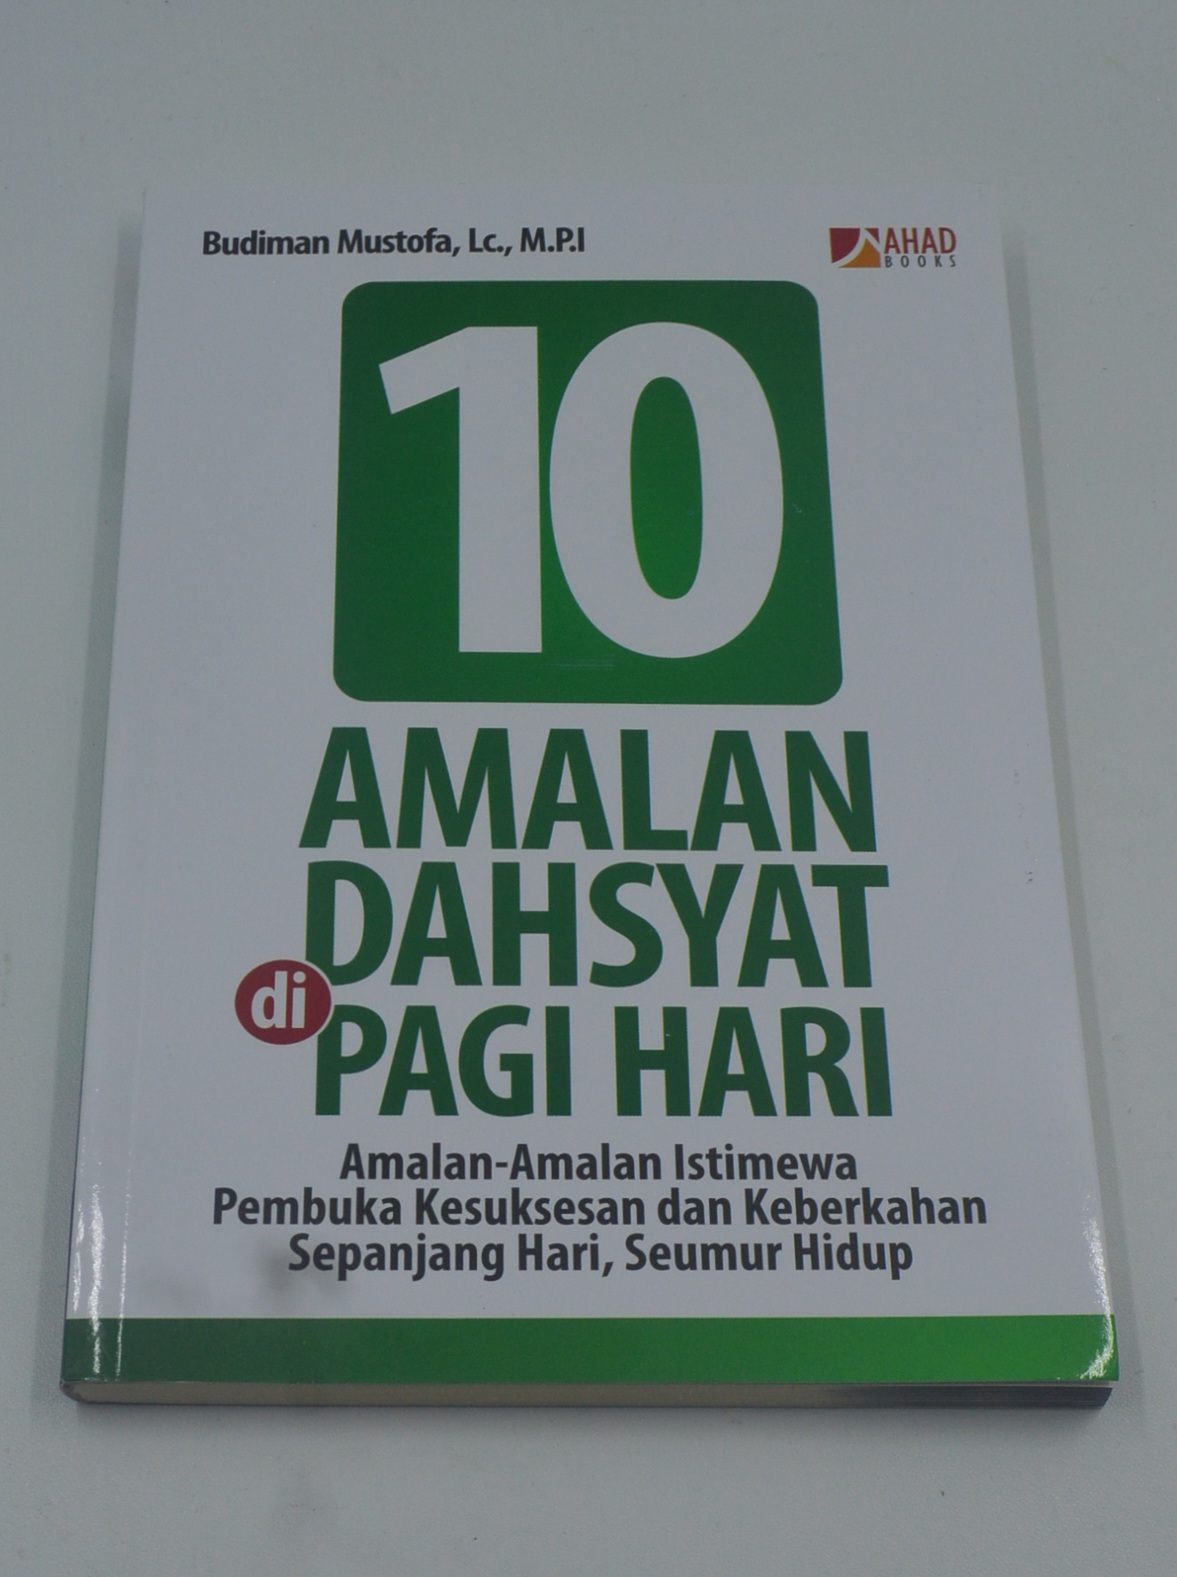 Budiman Mustofa, Lc., M.P.I
AHAD
BOOKS
10
AMALAN
DAHSYAT
di
PAGI HARI
Amalan-Amalan Istimewa
Pembuka Kesuksesan dan Keberkahan
Sepanjang Hari, Seumur Hidup